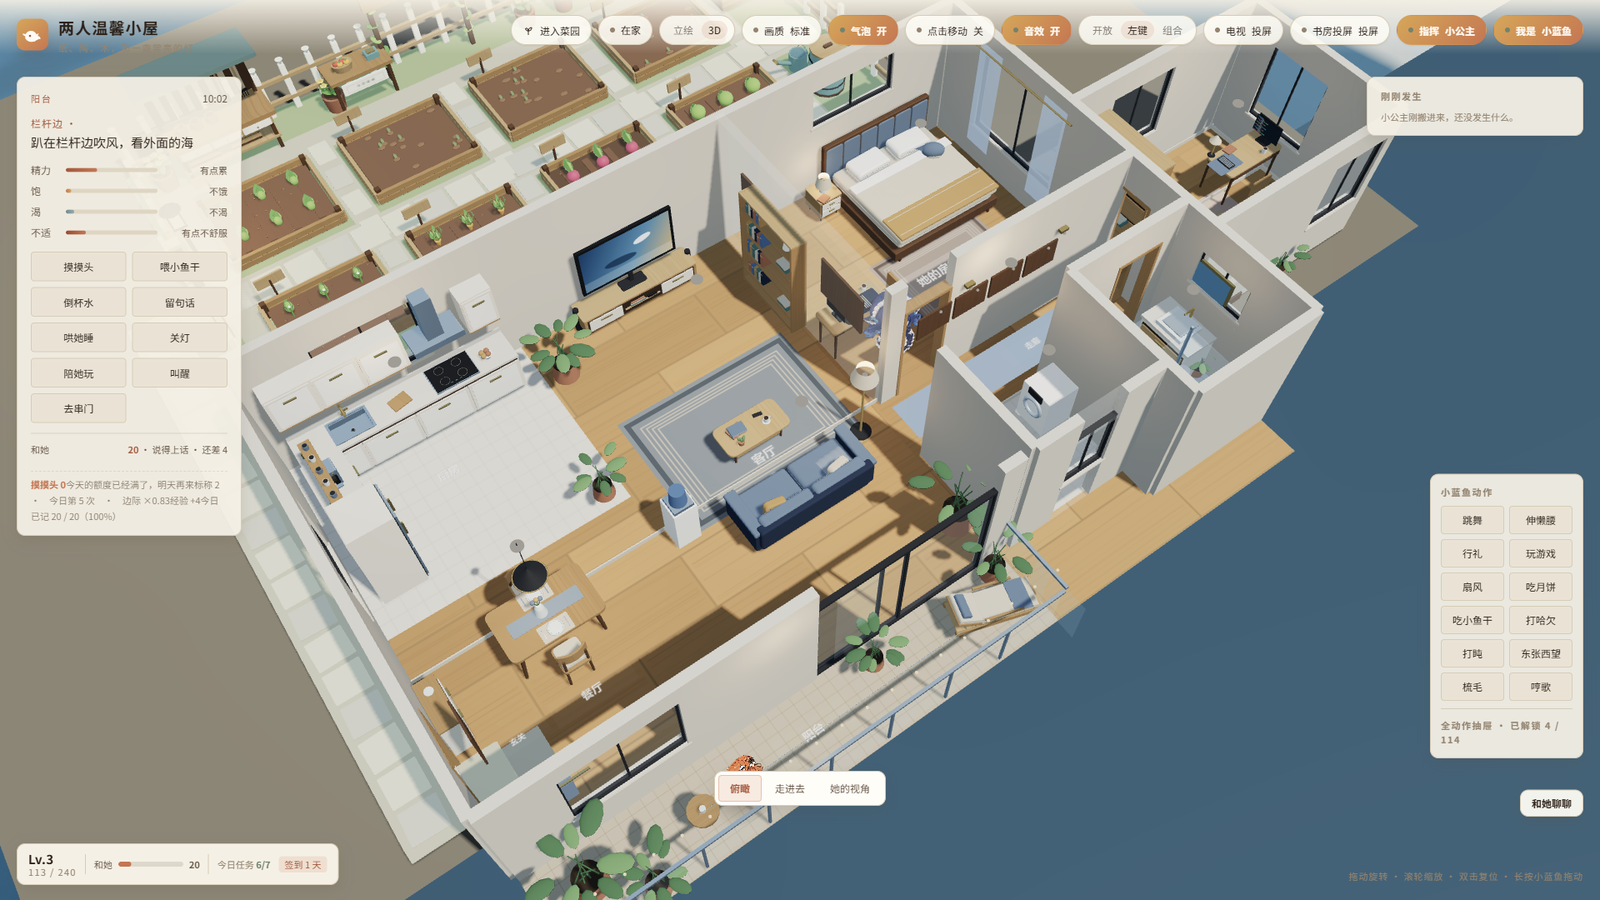 两人温馨小屋
进入菜园
在家
立绘 3D
画质 标准
气泡 开
点击移动 关
音效 开
开放 左键 组合
电视 投屏
书房投屏 投屏
指挥 小公主
我是 小蓝鱼
阳台 10:02
栏杆边 ·
趴在栏杆边吹风，看外面的海
精力 有点累
饱 不饿
渴 不渴
不适 有点不舒服
摸摸头 喂小鱼干
倒杯水 留句话
哄她睡 关灯
陪她玩 叫醒
去串门
和她 20 · 说得上话 · 还差 4
摸摸头 0今天的额度已经满了，明天再来标称 2
· 今日第 5 次 · 边际 ×0.83经验 +4今日
已记 20 / 20（100%）
刚刚发生
小公主刚搬进来，还没发生什么。
她的房
客厅
餐厅
玄关
阳台
小蓝鱼动作
跳舞 伸懒腰
行礼 玩游戏
扇风 吃月饼
吃小鱼干 打哈欠
打盹 东张西望
梳毛 哼歌
全动作抽屉 · 已解锁 4 /
114
俯瞰 走进去 她的视角
和她聊聊
Lv.3
113 / 240
和她 20
今日任务 6/7
签到 1 天
拖动旋转 · 滚轮缩放 · 双击复位 · 长按小蓝鱼拖动